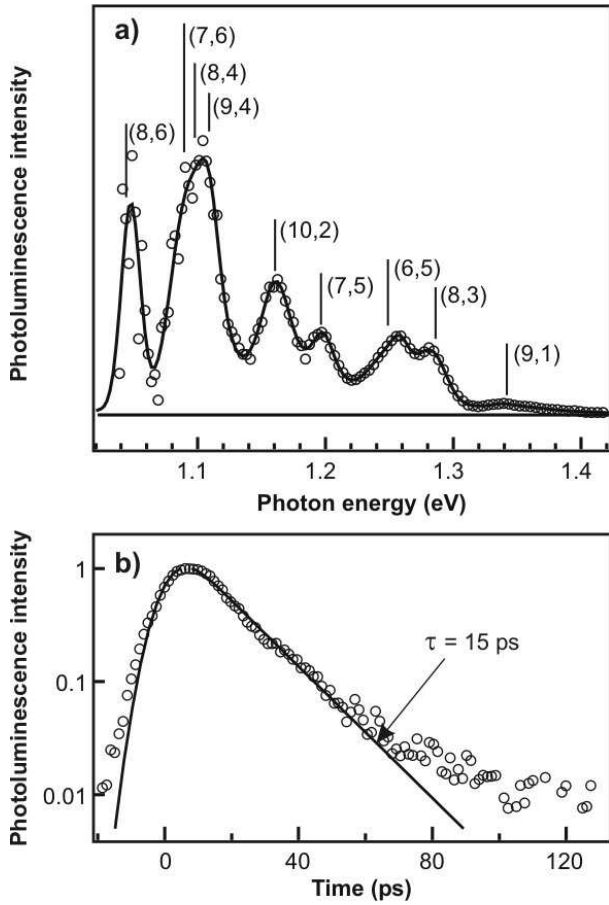 a)
(7,6)
(8,4)
(9,4)
(8,6)
(10,2)
(7,5)
(6,5)
(8,3)
(9,1)
Photoluminescence intensity
1.1 1.2 1.3 1.4
Photon energy (eV)
b)
Photoluminescence intensity
1
0.1
0.01
τ = 15 ps
0 40 80 120
Time (ps)